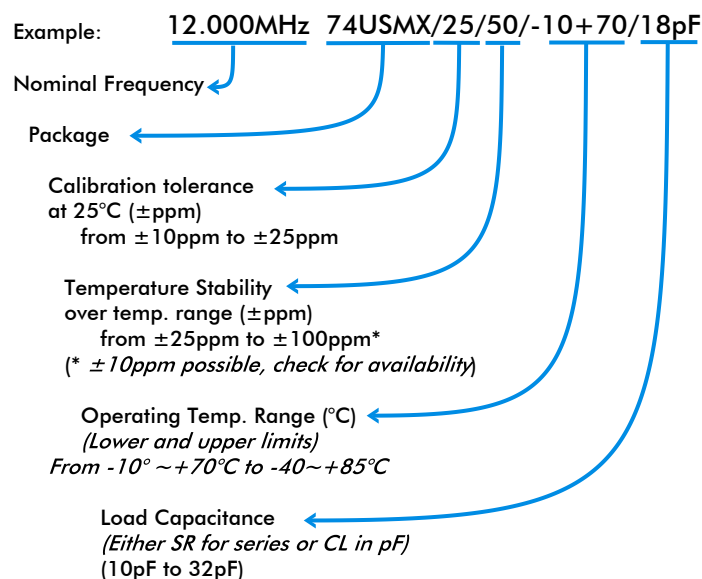 Example: 12.000MHz 74USMX/25/50/-10+70/18pF
Nominal Frequency
Package
Calibration tolerance
at 25°C (±ppm)
from ±10ppm to ±25ppm
Temperature Stability
over temp. range (±ppm)
from ±25ppm to ±100ppm*
(* ±10ppm possible, check for availability)
Operating Temp. Range (°C)
(Lower and upper limits)
From -10° ~+70°C to -40~+85°C
Load Capacitance
(Either SR for series or CL in pF)
(10pF to 32pF)